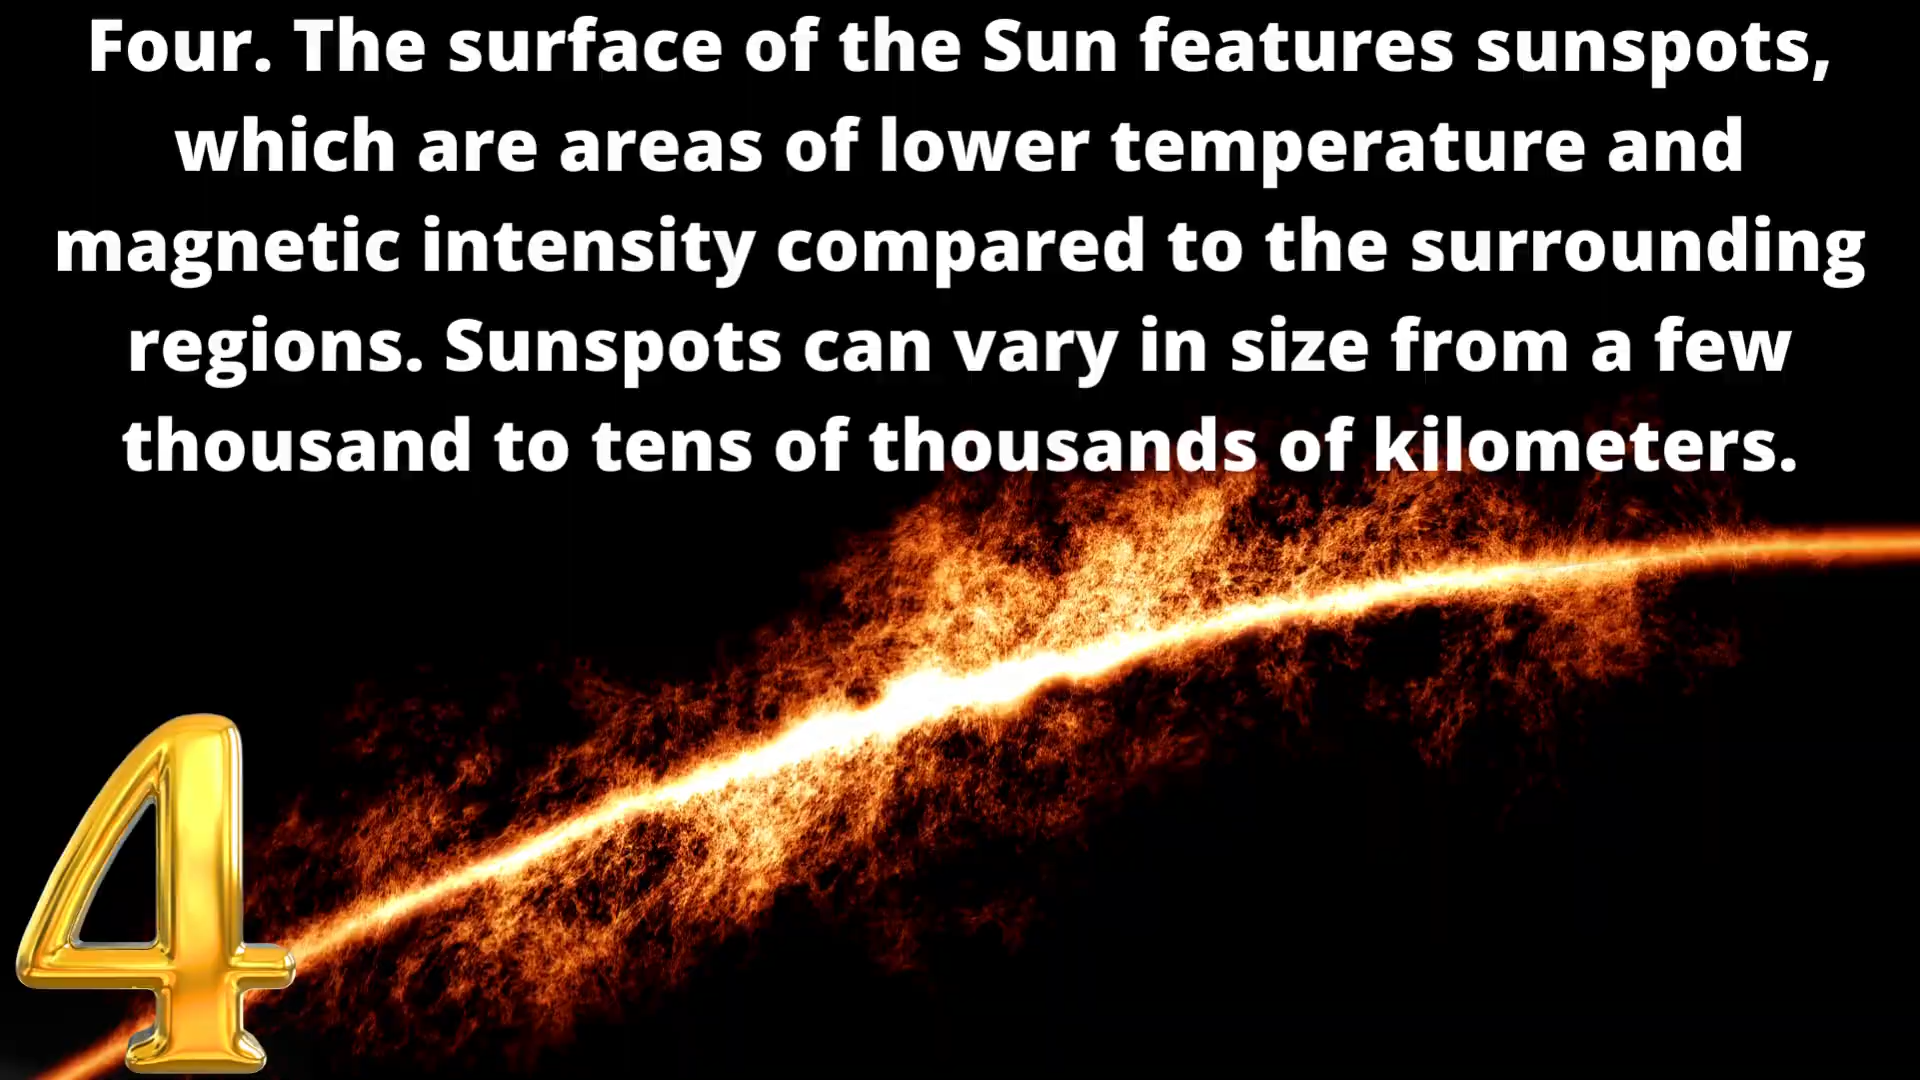 Four. The surface of the Sun features sunspots,
which are areas of lower temperature and
magnetic intensity compared to the surrounding
regions. Sunspots can vary in size from a few
thousand to tens of thousands of kilometers.
4